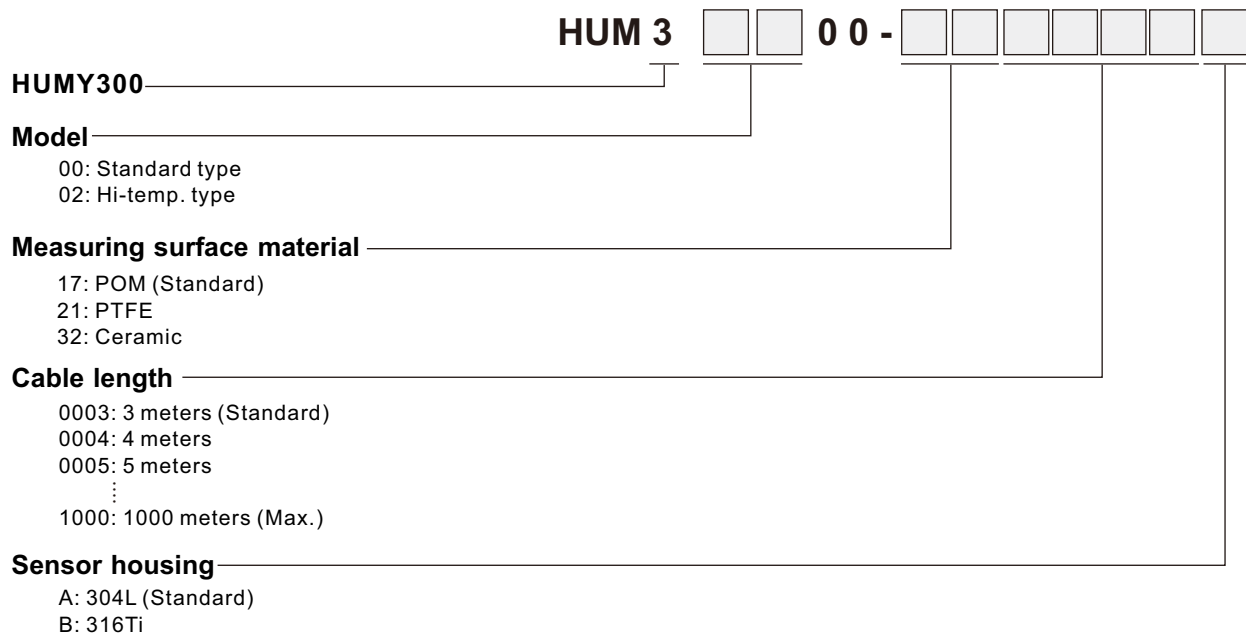 HUM 3 00-
HUMY300
Model
00: Standard type
02: Hi-temp. type
Measuring surface material
17: POM (Standard)
21: PTFE
32: Ceramic
Cable length
0003: 3 meters (Standard)
0004: 4 meters
0005: 5 meters
1000: 1000 meters (Max.)
Sensor housing
A: 304L (Standard)
B: 316Ti